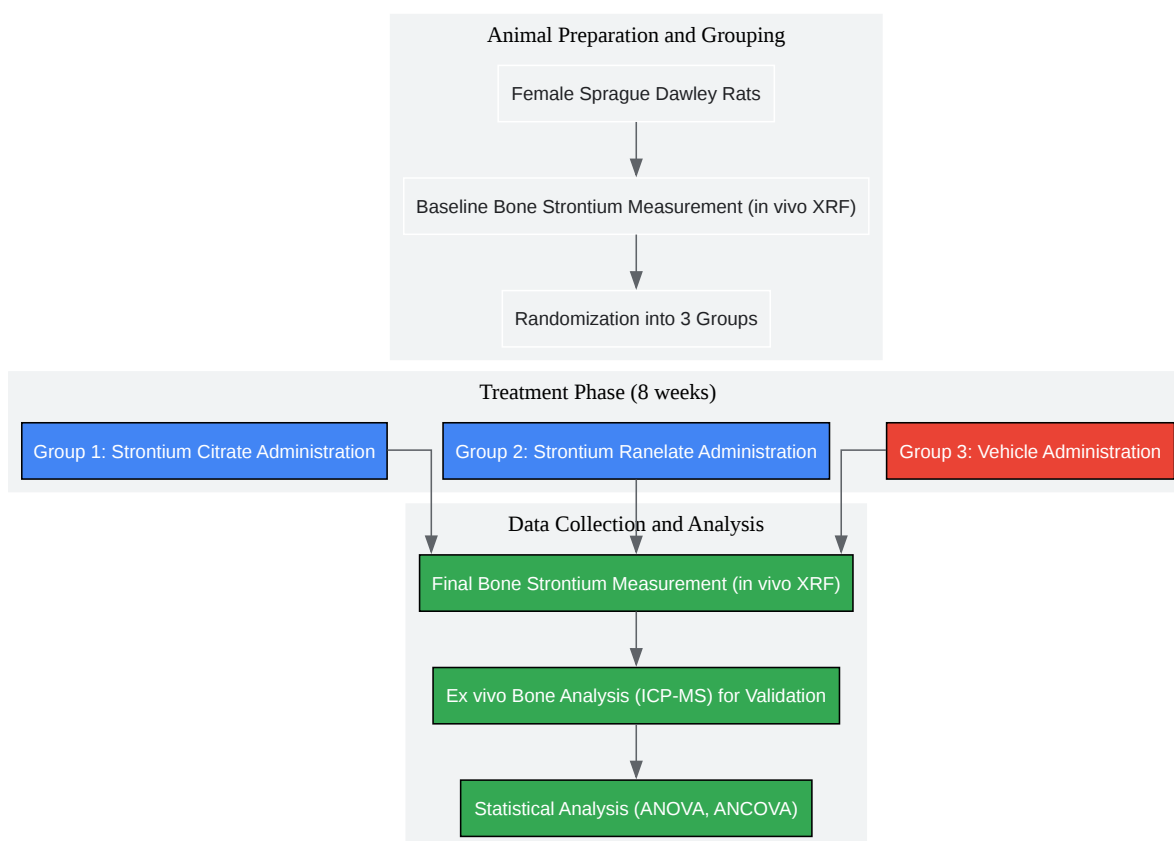 Animal Preparation and Grouping
Female Sprague Dawley Rats
Baseline Bone Strontium Measurement (in vivo XRF)
Randomization into 3 Groups
Treatment Phase (8 weeks)
Group 1: Strontium Citrate Administration
Group 2: Strontium Ranelate Administration
Group 3: Vehicle Administration
Data Collection and Analysis
Final Bone Strontium Measurement (in vivo XRF)
Ex vivo Bone Analysis (ICP-MS) for Validation
Statistical Analysis (ANOVA, ANCOVA)